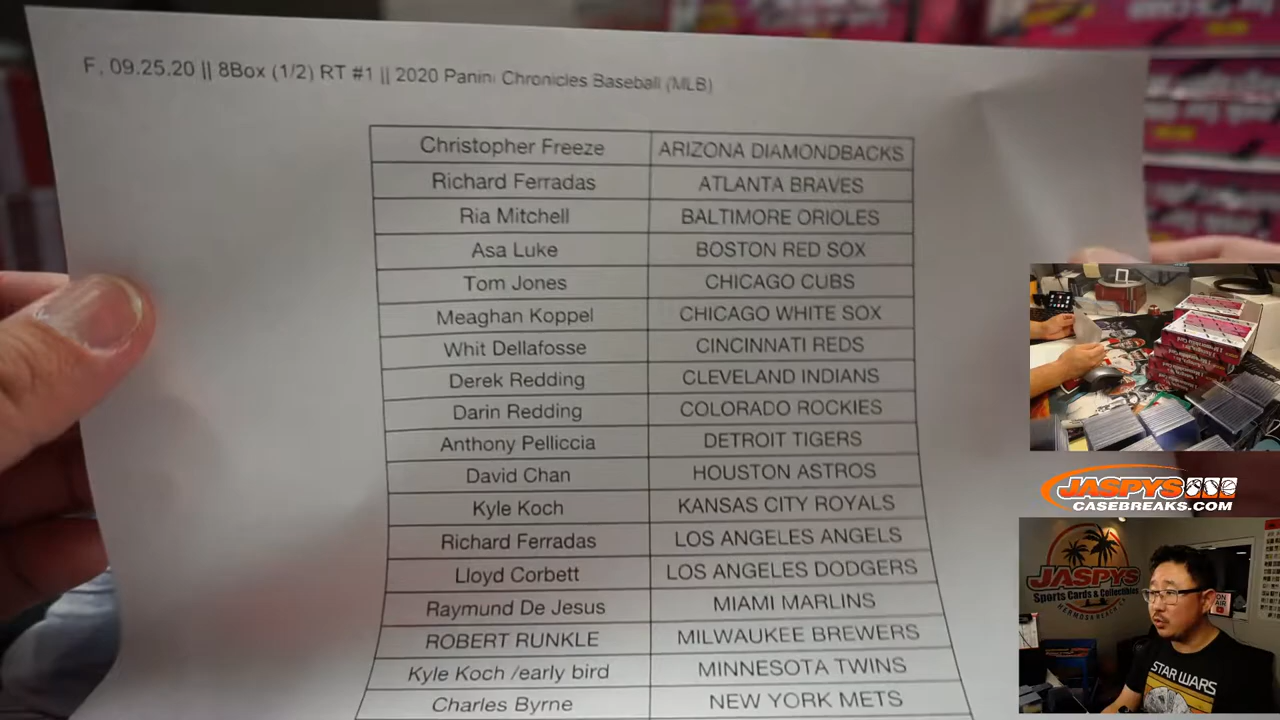 F, 09.25.20 || 8Box (1/2) RT #1 || 2020 Panini Chronicles Baseball (MLB)
Christopher Freeze ARIZONA DIAMONDBACKS
Richard Ferradas ATLANTA BRAVES
Ria Mitchell BALTIMORE ORIOLES
Asa Luke BOSTON RED SOX
Tom Jones CHICAGO CUBS
Meaghan Koppel CHICAGO WHITE SOX
Whit Dellafosse CINCINNATI REDS
Derek Redding CLEVELAND INDIANS
Darin Redding COLORADO ROCKIES
Anthony Pelliccia DETROIT TIGERS
David Chan HOUSTON ASTROS
Kyle Koch KANSAS CITY ROYALS
Richard Ferradas LOS ANGELES ANGELS
Lloyd Corbett LOS ANGELES DODGERS
Raymund De Jesus MIAMI MARLINS
ROBERT RUNKLE MILWAUKEE BREWERS
Kyle Koch /early bird MINNESOTA TWINS
Charles Byrne NEW YORK METS
JASPYS
CASEBREAKS.COM
JASPYS
Sports Cards & Collectibles
HERMOSA BEACH, CA
ON AIR
STAR WARS